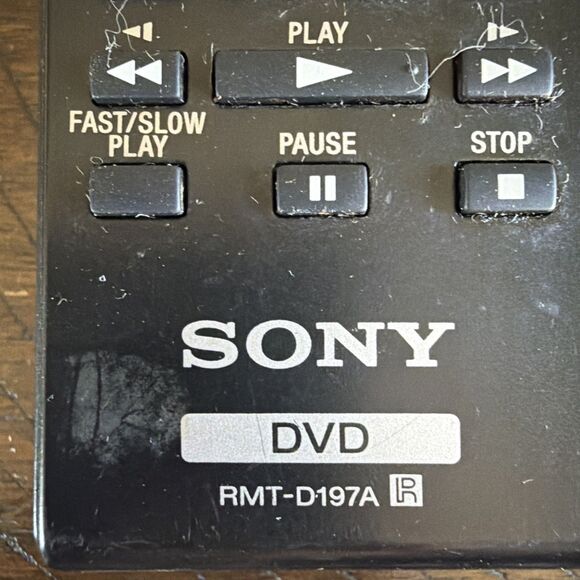 PLAY
FAST/SLOW
PLAY
PAUSE
STOP
SONY
DVD
RMT-D197A R